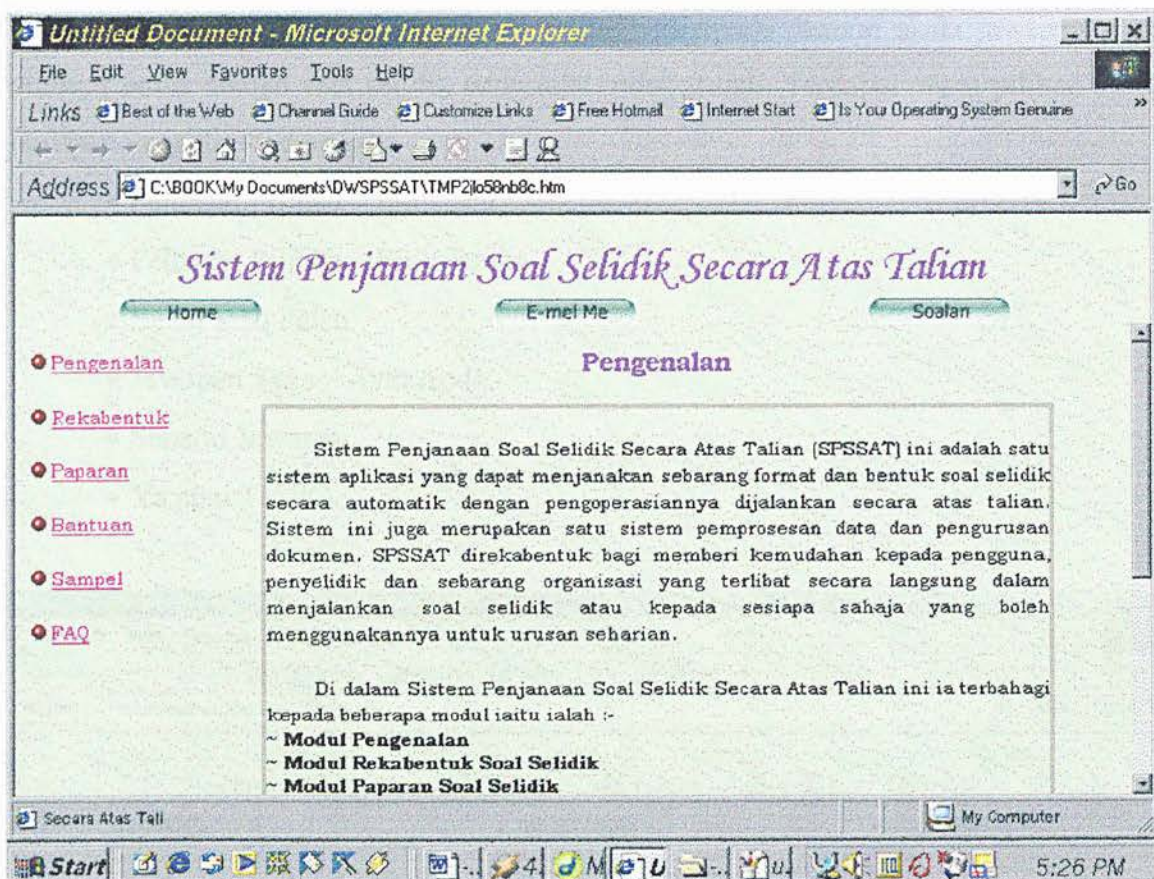 Untitled Document - Microsoft Internet Explorer
File Edit View Favorites Tools Help
Links Best of the Web Channel Guide Customize Links Free Hotmail Internet Start Is Your Operating System Genuine »
Address C:\BOOK\My Documents\DWSPSSAT\TMP2jlo58nb8c.htm Go
Sistem Penjanaan Soal Selidik Secara Atas Talian
Home E-mel Me Soalan
Pengenalan
Rekabentuk
Paparan
Bantuan
Sampel
FAQ
Pengenalan
Sistem Penjanaan Soal Selidik Secara Atas Talian (SPSSAT) ini adalah satu
sistem aplikasi yang dapat menjanakan sebarang format dan bentuk soal selidik
secara automatik dengan pengoperasiannya dijalankan secara atas talian.
Sistem ini juga merupakan satu sistem pemprosesan data dan pengurusan
dokumen. SPSSAT direkabentuk bagi memberi kemudahan kepada pengguna,
penyelidik dan sebarang organisasi yang terlibat secara langsung dalam
menjalankan soal selidik atau kepada sesiapa sahaja yang boleh
menggunakannya untuk urusan seharian.
Di dalam Sistem Penjanaan Soal Selidik Secara Atas Talian ini ia terbahagi
kepada beberapa modul iaitu ialah :-
~ Modul Pengenalan
~ Modul Rekabentuk Soal Selidik
~ Modul Paparan Soal Selidik
Secara Atas Tali My Computer
Start -.. 4 M U -.. u 5:26 PM